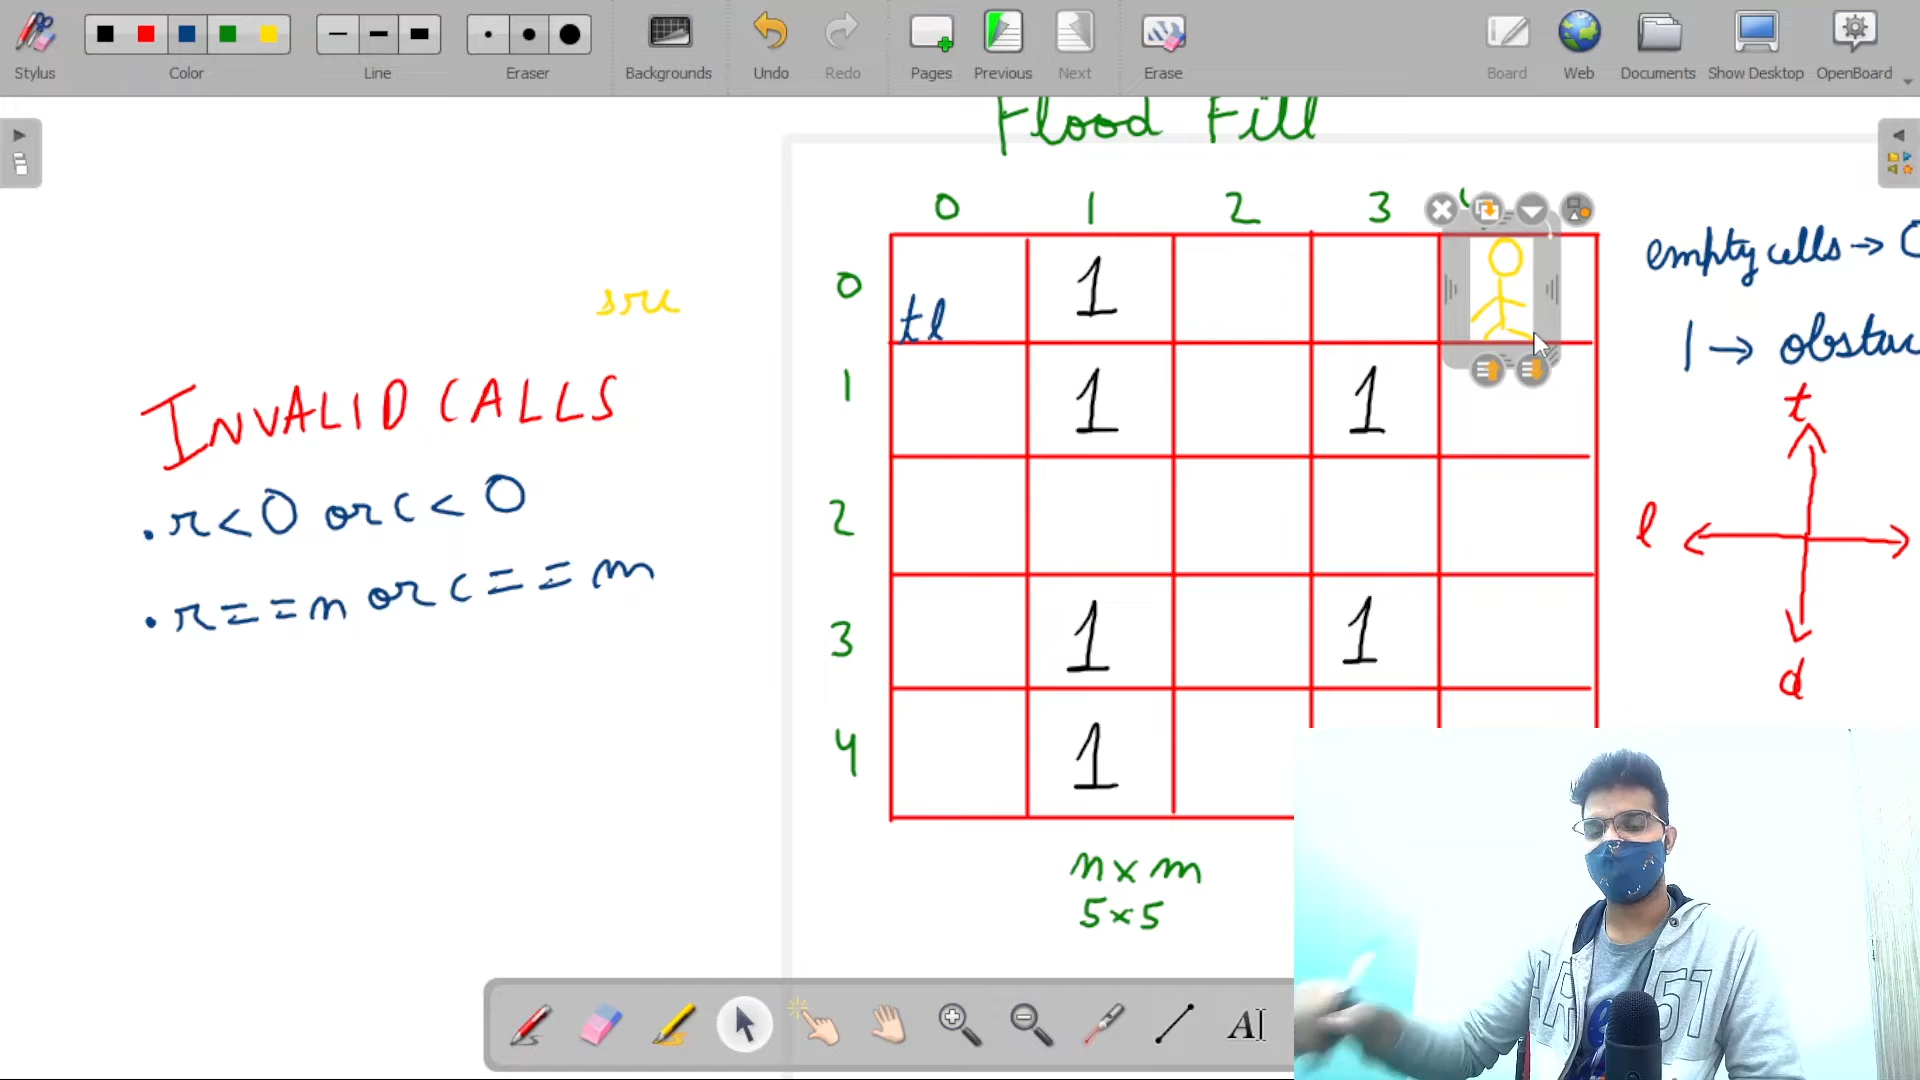 Stylus
Color
Line
Eraser
Backgrounds
Undo
Redo
Pages
Previous
Next
Erase
Board
Web
Documents
Show Desktop
OpenBoard
Flood Fill
0 1 2 3
0 tl 1
1 1 1
2
3 1 1
4 1
n x m
5 x 5
src
INVALID CALLS
. r < 0 or c < 0
. r == n or c == m
empty cells →
1 →
t
l
d
AI
51